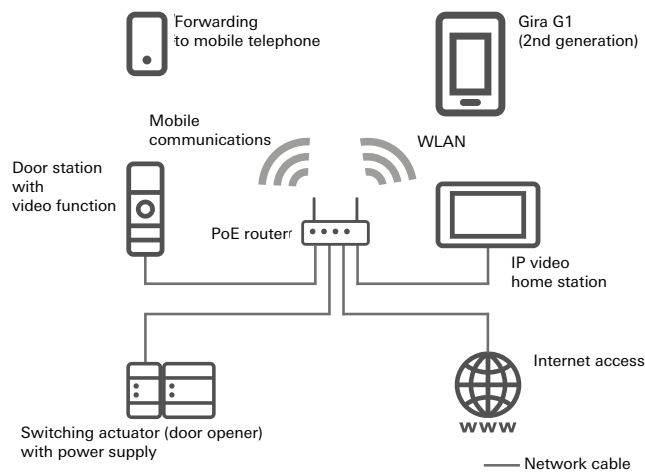 Forwarding
to mobile telephone
Gira G1
(2nd generation)
Mobile
communications
WLAN
Door station
with
video function
PoE router
IP video
home station
Internet access
www
Switching actuator (door opener)
with power supply
Network cable